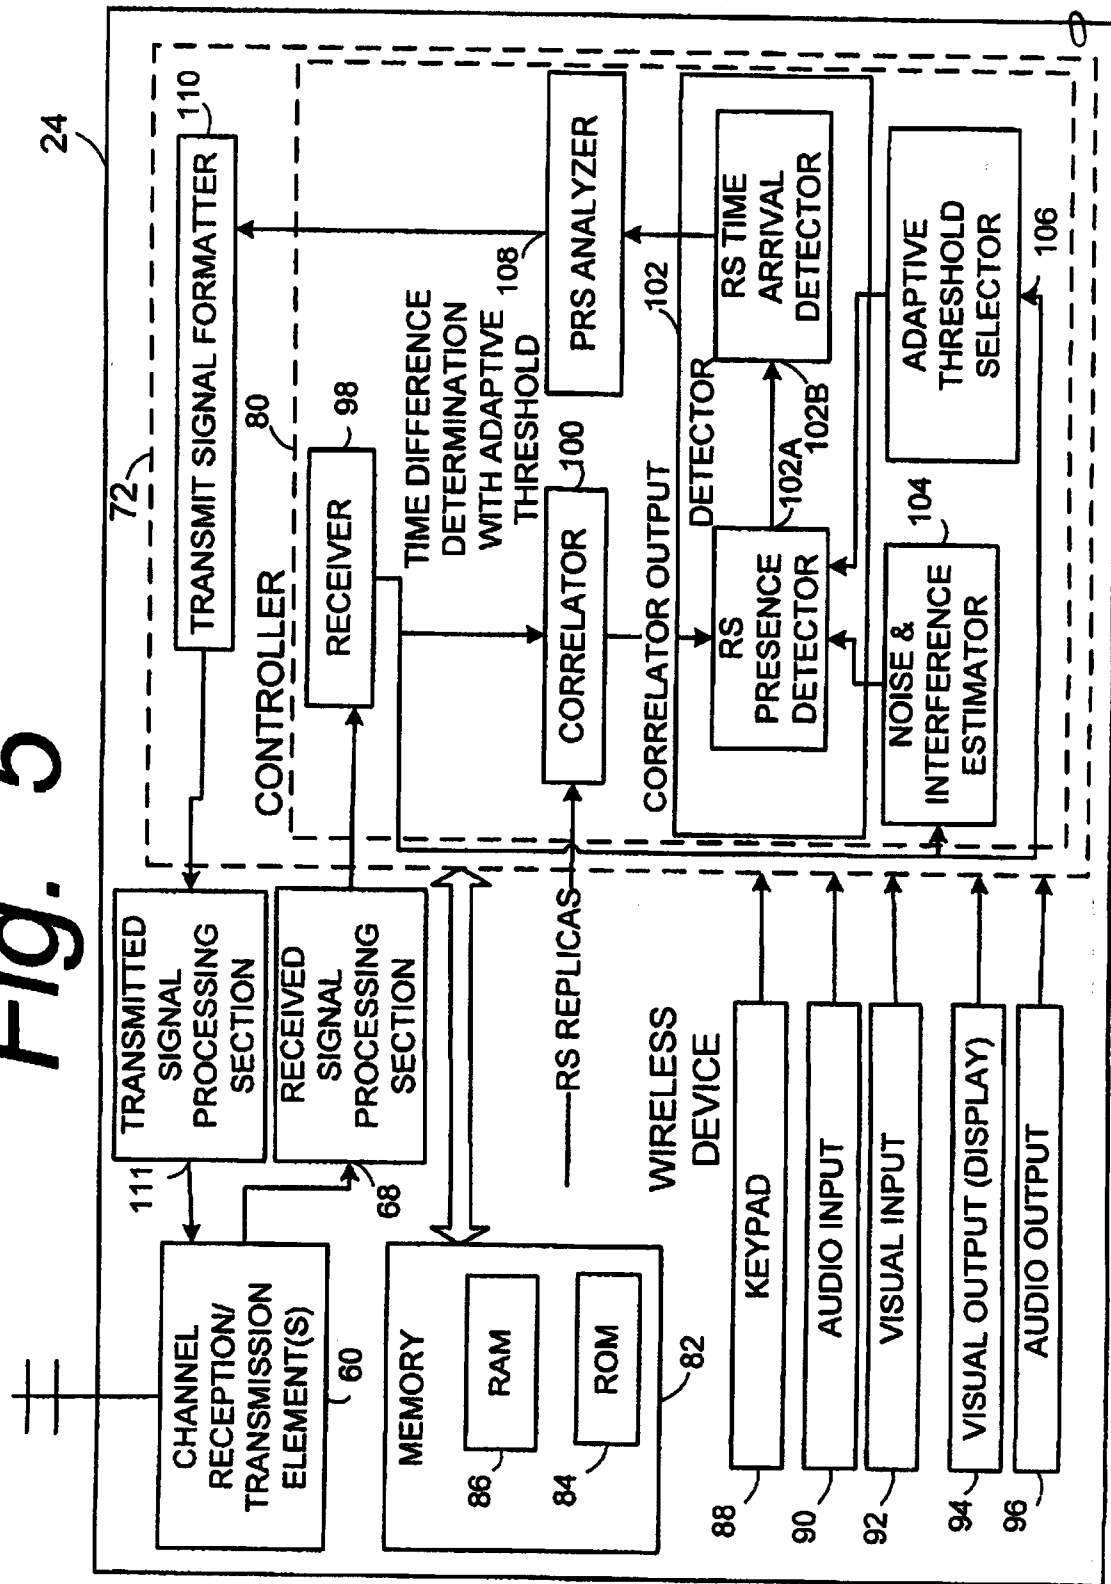 Fig. 5
24
72
110
TRANSMIT SIGNAL FORMATTER
TRANSMITTED
SIGNAL
PROCESSING
SECTION
111
CHANNEL
RECEPTION/
TRANSMISSION
ELEMENT(S)
60
RECEIVED
SIGNAL
PROCESSING
SECTION
68
CONTROLLER
80
RECEIVER
98
TIME DIFFERENCE
DETERMINATION
WITH ADAPTIVE
THRESHOLD
108
PRS ANALYZER
CORRELATOR
100
RS REPLICAS
CORRELATOR OUTPUT
102
DETECTOR
RS
PRESENCE
DETECTOR
102A
RS TIME
ARRIVAL
DETECTOR
102B
NOISE &
INTERFERENCE
ESTIMATOR
104
ADAPTIVE
THRESHOLD
SELECTOR
106
MEMORY
RAM
86
ROM
84
82
WIRELESS
DEVICE
KEYPAD
88
AUDIO INPUT
90
VISUAL INPUT
92
VISUAL OUTPUT (DISPLAY)
94
AUDIO OUTPUT
96